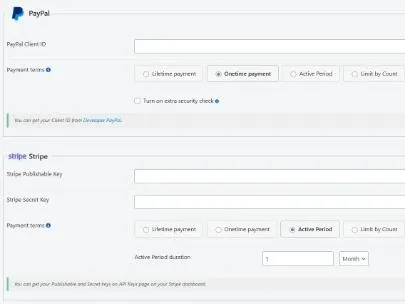 PayPal
PayPal Client ID
Payment terms
Lifetime payment
Onetime payment
Active Period
Limit by Count
Turn on extra security check
You can get your Client ID from Developer PayPal.
stripe Stripe
Stripe Publishable Key
Stripe Secret Key
Payment terms
Lifetime payment
Onetime payment
Active Period
Limit by Count
Active Period duration
1
Month
You can get your Publishable and Secret keys on API Keys page on your Stripe dashboard.